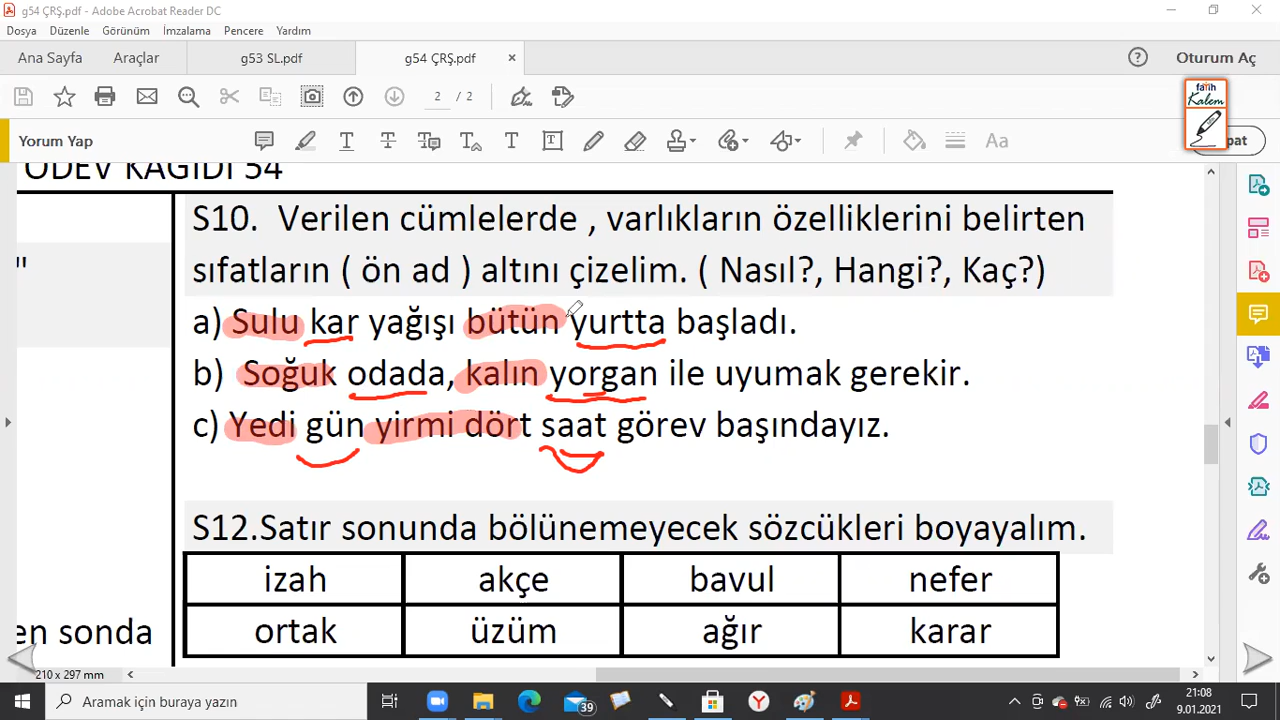 g54 ÇRŞ.pdf - Adobe Acrobat Reader DC
Dosya Düzenle Görünüm İmzalama Pencere Yardım
Ana Sayfa Araçlar g53 SL.pdf g54 ÇRŞ.pdf × ? Oturum Aç
2 / 2
fatih
Kalem
Yorum Yap
pat
ÖDEV KAĞIDI 54
S10. Verilen cümlelerde , varlıkların özelliklerini belirten
" sıfatların ( ön ad ) altını çizelim. ( Nasıl?, Hangi?, Kaç?)
a) Sulu kar yağışı bütün yurtta başladı.
b) Soğuk odada, kalın yorgan ile uyumak gerekir.
c) Yedi gün yirmi dört saat görev başındayız.
S12.Satır sonunda bölünemeyecek sözcükleri boyayalım.
izah akçe bavul nefer
en sonda ortak üzüm ağır karar
210 x 297 mm
Aramak için buraya yazın 39 21:08
9.01.2021